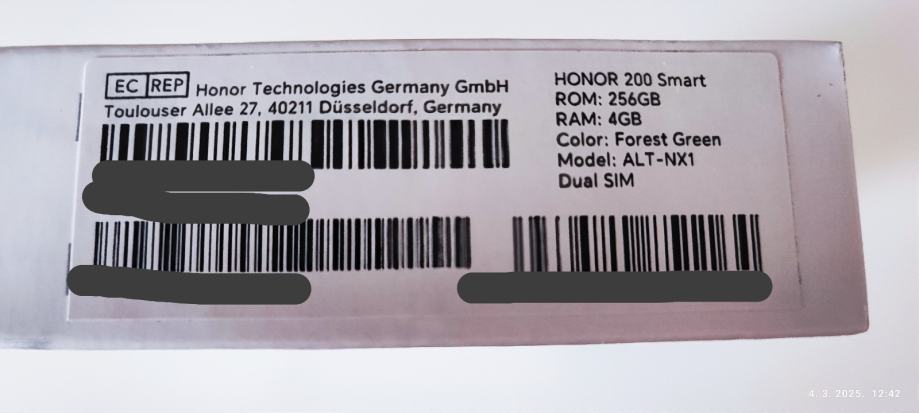 EC REP Honor Technologies Germany GmbH
Toulouser Allee 27, 40211 Düsseldorf, Germany
HONOR 200 Smart
ROM: 256GB
RAM: 4GB
Color: Forest Green
Model: ALT-NX1
Dual SIM
4. 3. 2025. 12:42